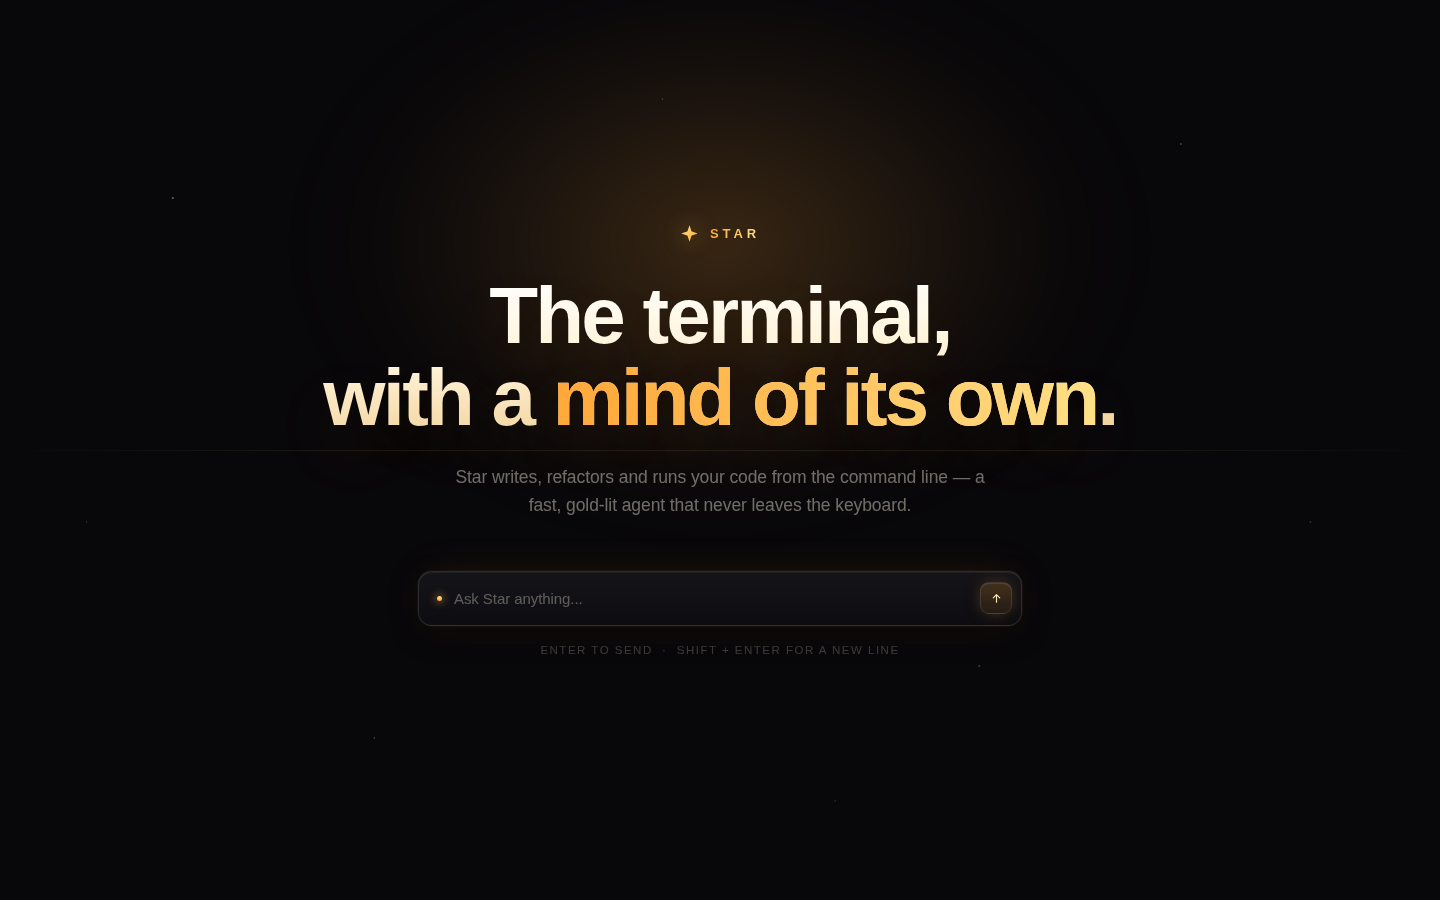 STAR
The terminal,
with a mind of its own.
Star writes, refactors and runs your code from the command line — a
fast, gold-lit agent that never leaves the keyboard.
Ask Star anything...
ENTER TO SEND · SHIFT + ENTER FOR A NEW LINE